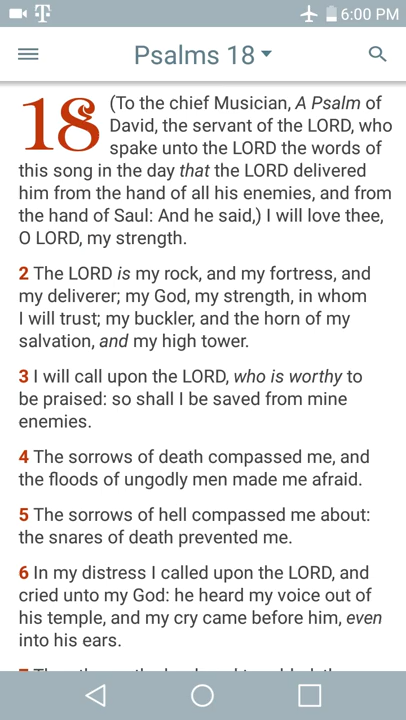 6:00 PM
Psalms 18
18 (To the chief Musician, A Psalm of
David, the servant of the LORD, who
spake unto the LORD the words of
this song in the day that the LORD delivered
him from the hand of all his enemies, and from
the hand of Saul: And he said,) I will love thee,
O LORD, my strength.
2 The LORD is my rock, and my fortress, and
my deliverer; my God, my strength, in whom
I will trust; my buckler, and the horn of my
salvation, and my high tower.
3 I will call upon the LORD, who is worthy to
be praised: so shall I be saved from mine
enemies.
4 The sorrows of death compassed me, and
the floods of ungodly men made me afraid.
5 The sorrows of hell compassed me about:
the snares of death prevented me.
6 In my distress I called upon the LORD, and
cried unto my God: he heard my voice out of
his temple, and my cry came before him, even
into his ears.